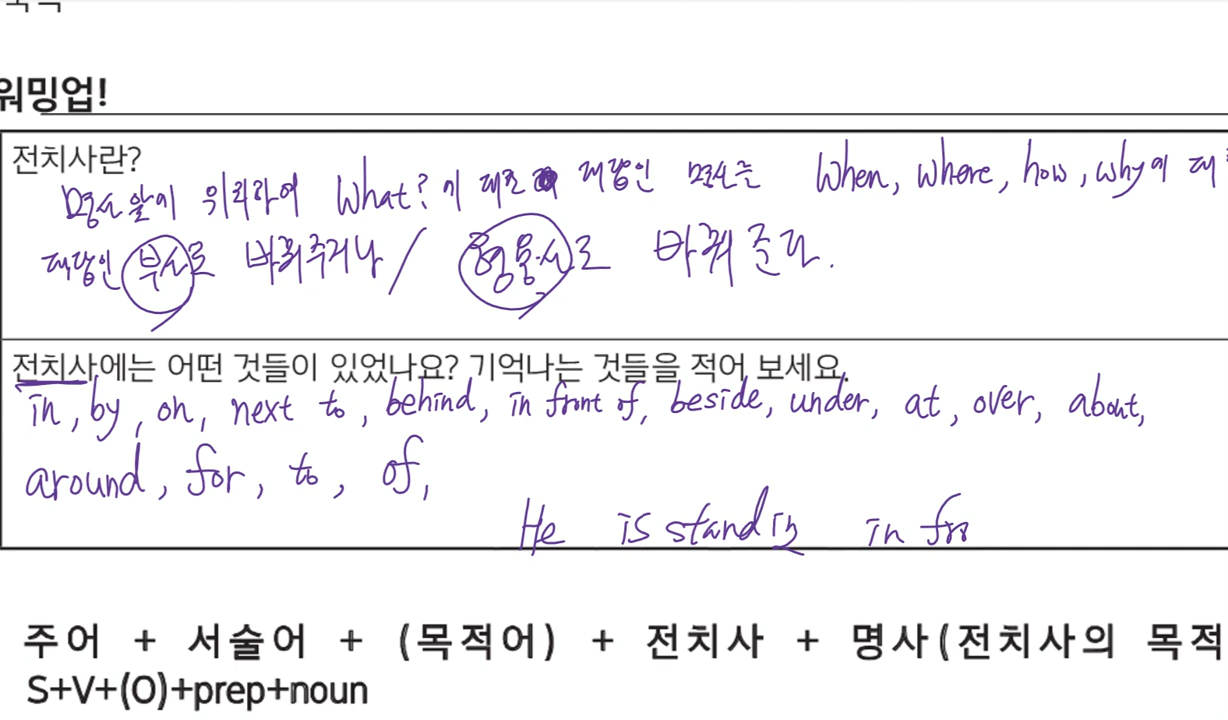 워밍업!
전치사란?
명사 앞에 위치하여 What? 에 대한 대답인 명사를 When, where, how, why에 대
대답인 부사로 바꿔주거나 / 형용사로 바꿔 준다.
전치사에는 어떤 것들이 있었나요? 기억나는 것들을 적어 보세요.
in, by, on, next to, behind, in front of, beside, under, at, over, about,
around, for, to, of,
He is standing in fro
주어 + 서술어 + (목적어) + 전치사 + 명사(전치사의 목적
S+V+(O)+prep+noun